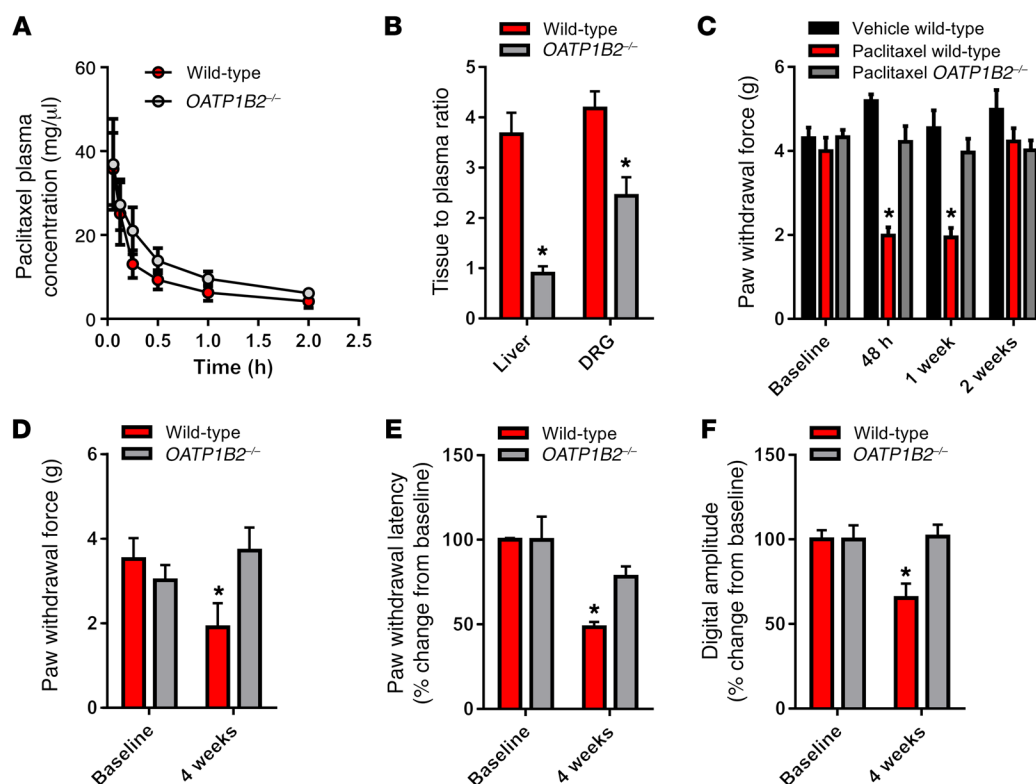 A
Wild-type
OATP1B2–/–
Paclitaxel plasma
concentration (mg/μl)
60
40
20
0
0.0 0.5 1.0 1.5 2.0 2.5
Time (h)
B
Wild-type
OATP1B2–/–
Tissue to plasma ratio
5
4
3
2
1
0
*
*
Liver DRG
C
Vehicle wild-type
Paclitaxel wild-type
Paclitaxel OATP1B2–/–
Paw withdrawal force (g)
6
4
2
0
*
*
Baseline 48 h 1 week 2 weeks
D
Wild-type
OATP1B2–/–
Paw withdrawal force (g)
6
4
2
0
*
Baseline 4 weeks
E
Wild-type
OATP1B2–/–
Paw withdrawal latency
(% change from baseline)
150
100
50
0
*
Baseline 4 weeks
F
Wild-type
OATP1B2–/–
Digital amplitude
(% change from baseline)
150
100
50
0
*
Baseline 4 weeks